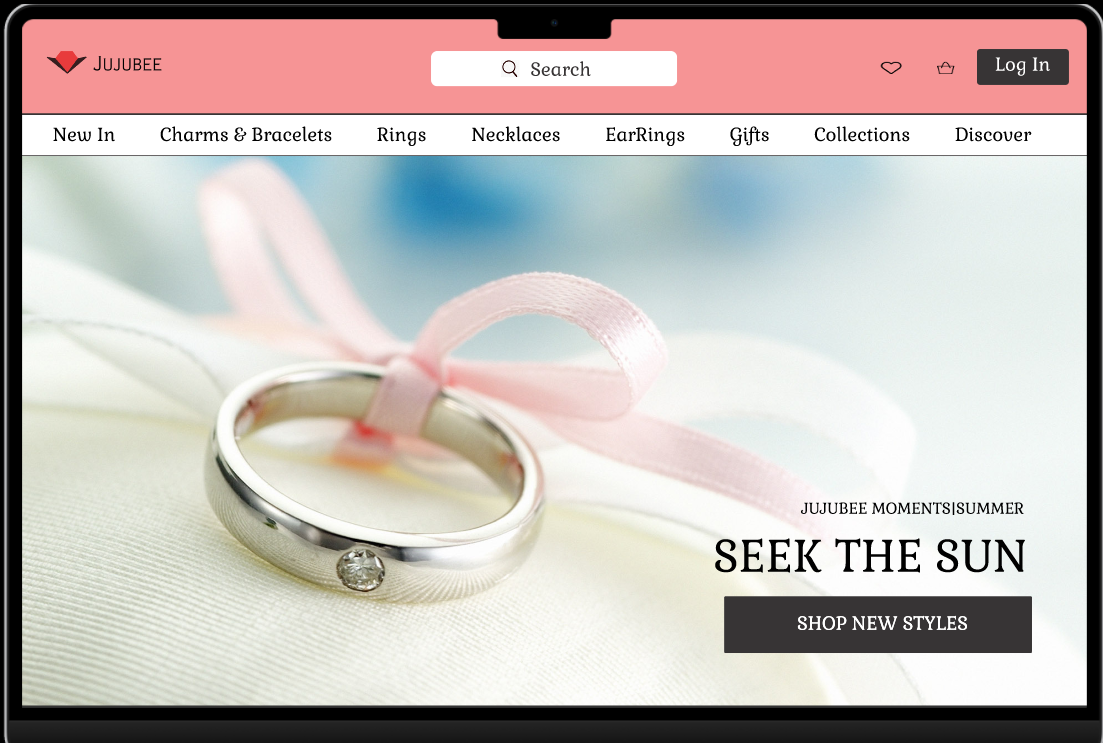 JUJUBEE
Search
Log In
New In Charms & Bracelets Rings Necklaces EarRings Gifts Collections Discover
JUJUBEE MOMENTS|SUMMER
SEEK THE SUN
SHOP NEW STYLES